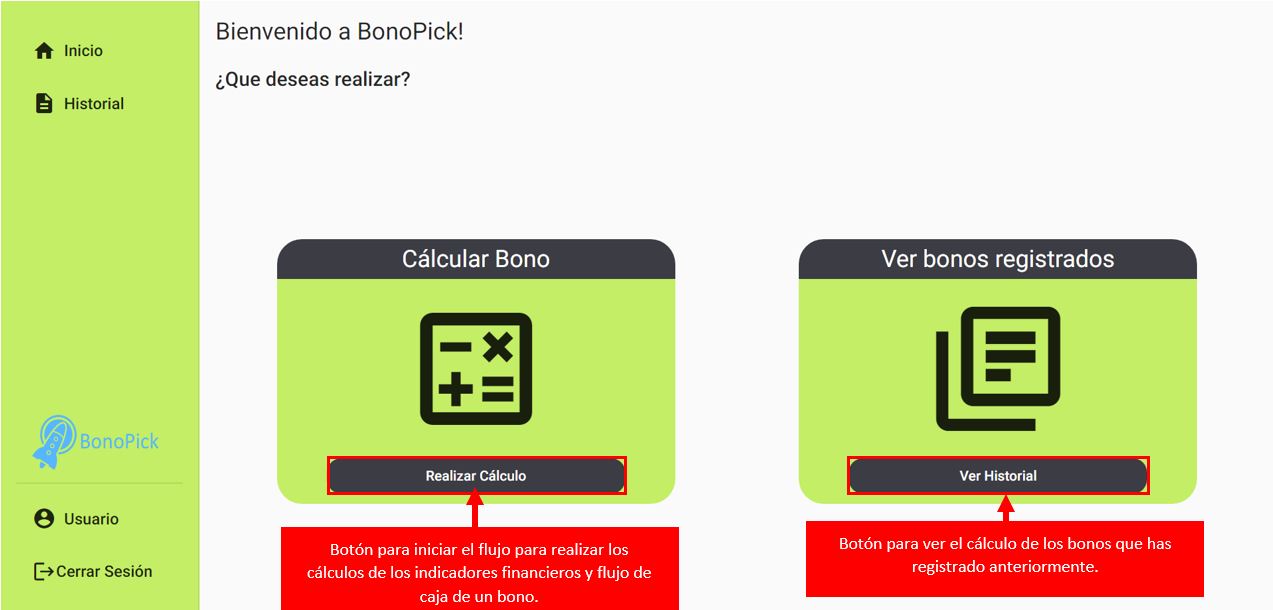 Inicio
Historial
BonoPick
Usuario
Cerrar Sesión
Bienvenido a BonoPick!
¿Que deseas realizar?
Cálcular Bono
Realizar Cálculo
Botón para iniciar el flujo para realizar los
cálculos de los indicadores financieros y flujo de
caja de un bono.
Ver bonos registrados
Ver Historial
Botón para ver el cálculo de los bonos que has
registrado anteriormente.